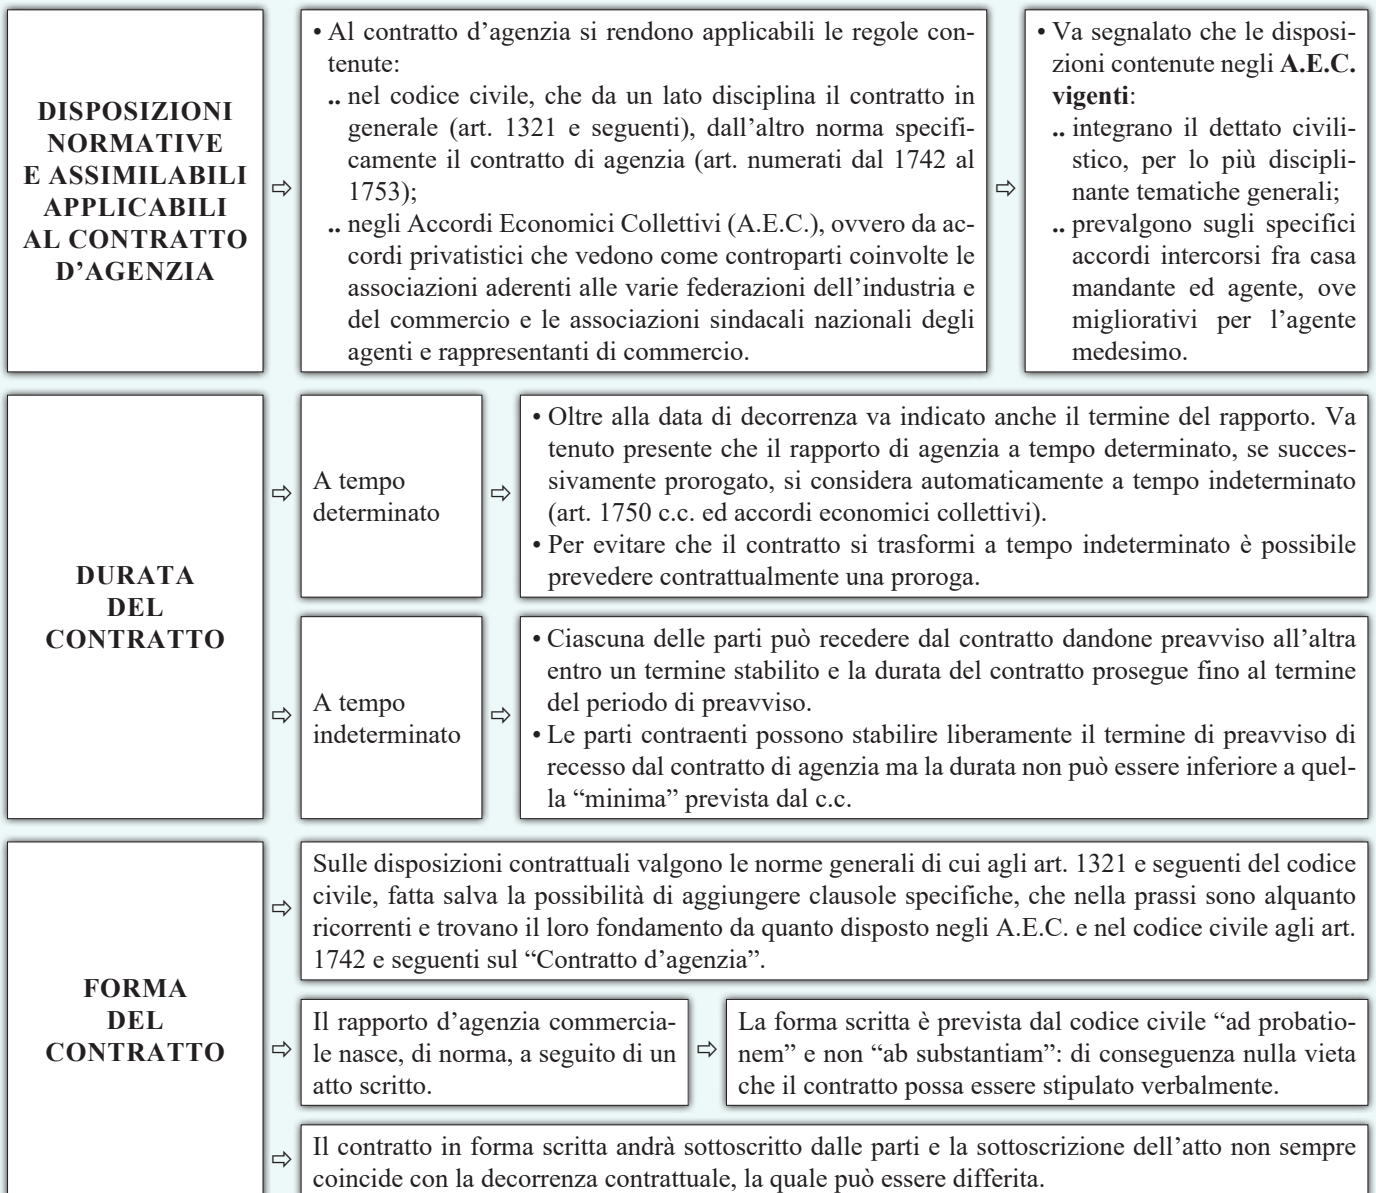 DISPOSIZIONI
NORMATIVE
E ASSIMILABILI
APPLICABILI
AL CONTRATTO
D’AGENZIA
⇨
• Al contratto d’agenzia si rendono applicabili le regole con-
tenute:
.. nel codice civile, che da un lato disciplina il contratto in
generale (art. 1321 e seguenti), dall’altro norma specifi-
camente il contratto di agenzia (art. numerati dal 1742 al
1753);
.. negli Accordi Economici Collettivi (A.E.C.), ovvero da ac-
cordi privatistici che vedono come controparti coinvolte le
associazioni aderenti alle varie federazioni dell’industria e
del commercio e le associazioni sindacali nazionali degli
agenti e rappresentanti di commercio.
⇨
• Va segnalato che le disposi-
zioni contenute negli A.E.C.
vigenti:
.. integrano il dettato civili-
stico, per lo più discipli-
nante tematiche generali;
.. prevalgono sugli specifici
accordi intercorsi fra casa
mandante ed agente, ove
migliorativi per l’agente
medesimo.
DURATA
DEL
CONTRATTO
⇨
A tempo
determinato
⇨
• Oltre alla data di decorrenza va indicato anche il termine del rapporto. Va
tenuto presente che il rapporto di agenzia a tempo determinato, se succes-
sivamente prorogato, si considera automaticamente a tempo indeterminato
(art. 1750 c.c. ed accordi economici collettivi).
• Per evitare che il contratto si trasformi a tempo indeterminato è possibile
prevedere contrattualmente una proroga.
⇨
A tempo
indeterminato
⇨
• Ciascuna delle parti può recedere dal contratto dandone preavviso all’altra
entro un termine stabilito e la durata del contratto prosegue fino al termine
del periodo di preavviso.
• Le parti contraenti possono stabilire liberamente il termine di preavviso di
recesso dal contratto di agenzia ma la durata non può essere inferiore a quel-
la “minima” prevista dal c.c.
FORMA
DEL
CONTRATTO
⇨
Sulle disposizioni contrattuali valgono le norme generali di cui agli art. 1321 e seguenti del codice
civile, fatta salva la possibilità di aggiungere clausole specifiche, che nella prassi sono alquanto
ricorrenti e trovano il loro fondamento da quanto disposto negli A.E.C. e nel codice civile agli art.
1742 e seguenti sul “Contratto d’agenzia”.
⇨
Il rapporto d’agenzia commercia-
le nasce, di norma, a seguito di un
atto scritto.
⇨
La forma scritta è prevista dal codice civile “ad probatio-
nem” e non “ab substantiam”: di conseguenza nulla vieta
che il contratto possa essere stipulato verbalmente.
⇨
Il contratto in forma scritta andrà sottoscritto dalle parti e la sottoscrizione dell’atto non sempre
coincide con la decorrenza contrattuale, la quale può essere differita.